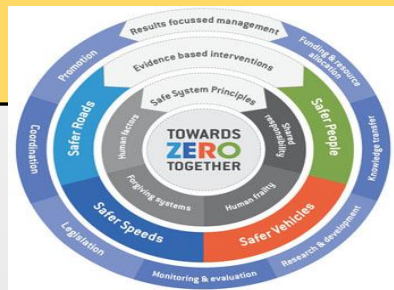 Results focussed management
Evidence based interventions
Safe System Principles
TOWARDS
ZERO
TOGETHER
Human factors
Shared
responsibility
Forgiving systems
Human frailty
Safer Roads
Safer People
Safer Speeds
Safer Vehicles
Promotion
Funding & resource
allocation
Coordination
Knowledge transfer
Legislation
Research & development
Monitoring & evaluation